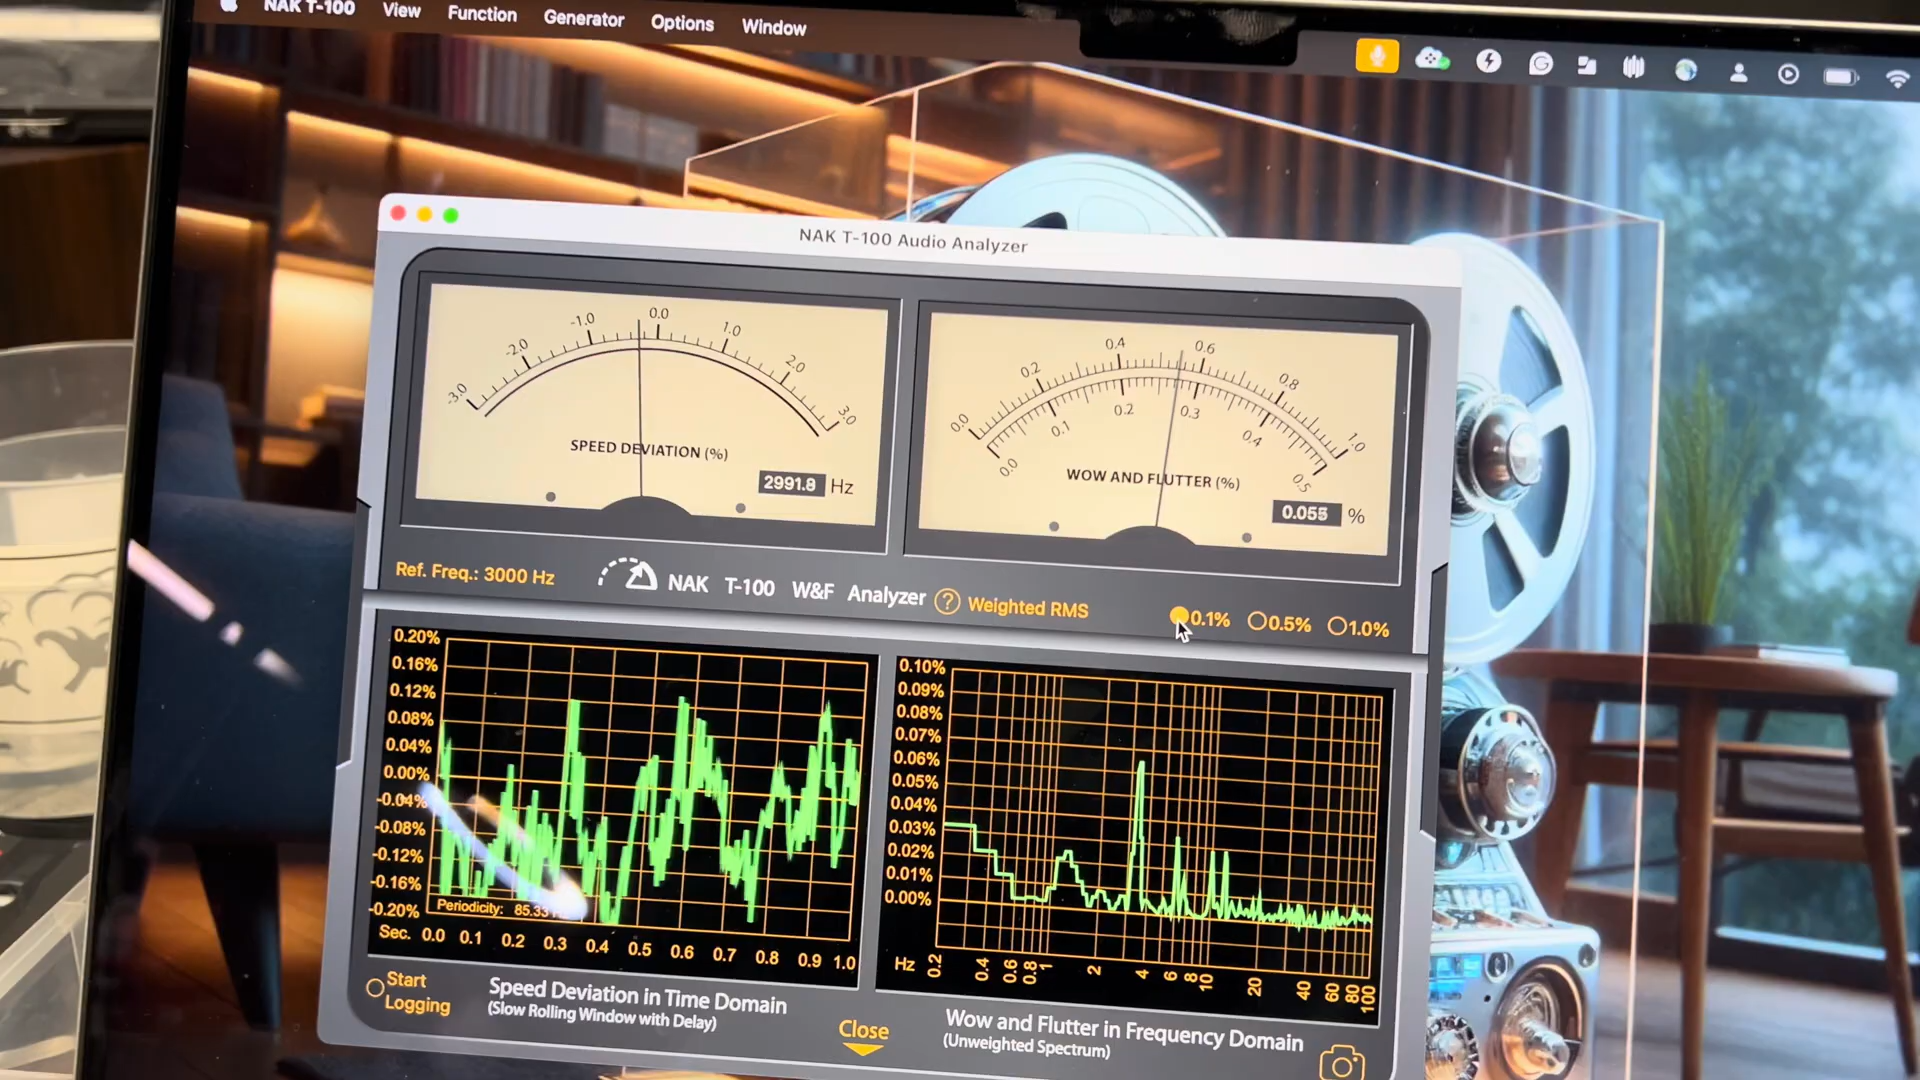 NAK T-100 View Function Generator Options Window
NAK T-100 Audio Analyzer
-3.0 -2.0 -1.0 0.0 1.0 2.0 3.0
SPEED DEVIATION (%)
2991.8 Hz
0.0 0.2 0.4 0.6 0.8 1.0
0.0 0.1 0.2 0.3 0.4 0.5
WOW AND FLUTTER (%)
0.055 %
Ref. Freq.: 3000 Hz
NAK T-100 W&F Analyzer
? Weighted RMS
0.1% 0.5% 1.0%
0.20%
0.16%
0.12%
0.08%
0.04%
0.00%
-0.04%
-0.08%
-0.12%
-0.16%
-0.20%
Periodicity: 85.33
Sec. 0.0 0.1 0.2 0.3 0.4 0.5 0.6 0.7 0.8 0.9 1.0
0.10%
0.09%
0.08%
0.07%
0.06%
0.05%
0.04%
0.03%
0.02%
0.01%
0.00%
Hz 0.2 0.4 0.6 0.8 1 2 4 6 8 10 20 40 60 80 100
Start
Logging
Speed Deviation in Time Domain
(Slow Rolling Window with Delay)
Close
Wow and Flutter in Frequency Domain
(Unweighted Spectrum)